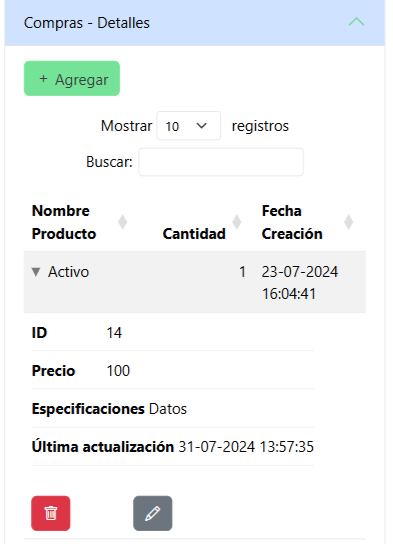 Compras - Detalles
+ Agregar
Mostrar 10 registros
Buscar:
Nombre Producto Cantidad Fecha Creación
Activo 1 23-07-2024 16:04:41
ID 14
Precio 100
Especificaciones Datos
Última actualización 31-07-2024 13:57:35